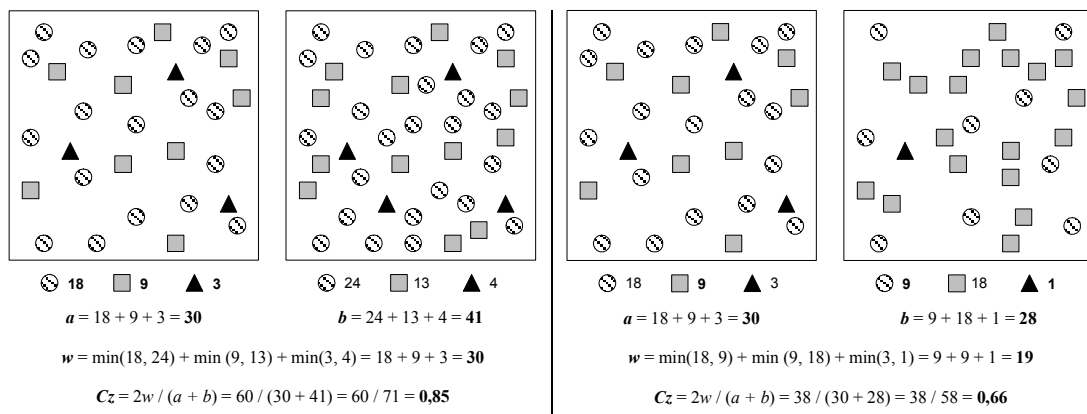 18 9 3
24 13 4
a = 18 + 9 + 3 = 30
b = 24 + 13 + 4 = 41
w = min(18, 24) + min (9, 13) + min(3, 4) = 18 + 9 + 3 = 30
Cz = 2w / (a + b) = 60 / (30 + 41) = 60 / 71 = 0,85
18 9 3
9 18 1
a = 18 + 9 + 3 = 30
b = 9 + 18 + 1 = 28
w = min(18, 9) + min (9, 18) + min(3, 1) = 9 + 9 + 1 = 19
Cz = 2w / (a + b) = 38 / (30 + 28) = 38 / 58 = 0,66